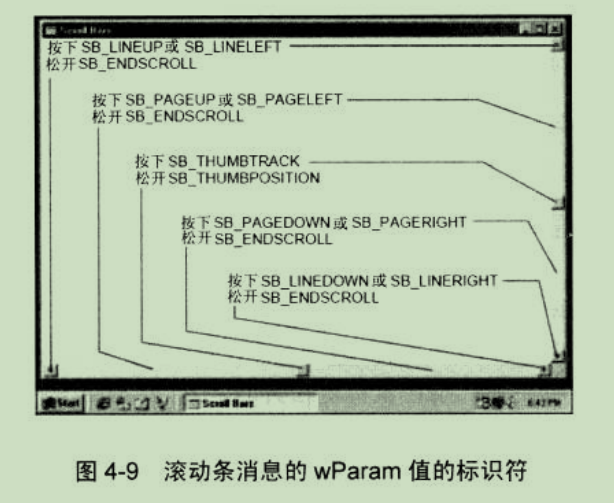 Scroll Bars
按下 SB_LINEUP 或 SB_LINELEFT
松开 SB_ENDSCROLL
按下 SB_PAGEUP 或 SB_PAGELEFT
松开 SB_ENDSCROLL
按下 SB_THUMBTRACK
松开 SB_THUMBPOSITION
按下 SB_PAGEDOWN 或 SB_PAGERIGHT
松开 SB_ENDSCROLL
按下 SB_LINEDOWN 或 SB_LINERIGHT
松开 SB_ENDSCROLL
Start
Scroll Bars
6:42 PM
图 4-9 滚动条消息的 wParam 值的标识符